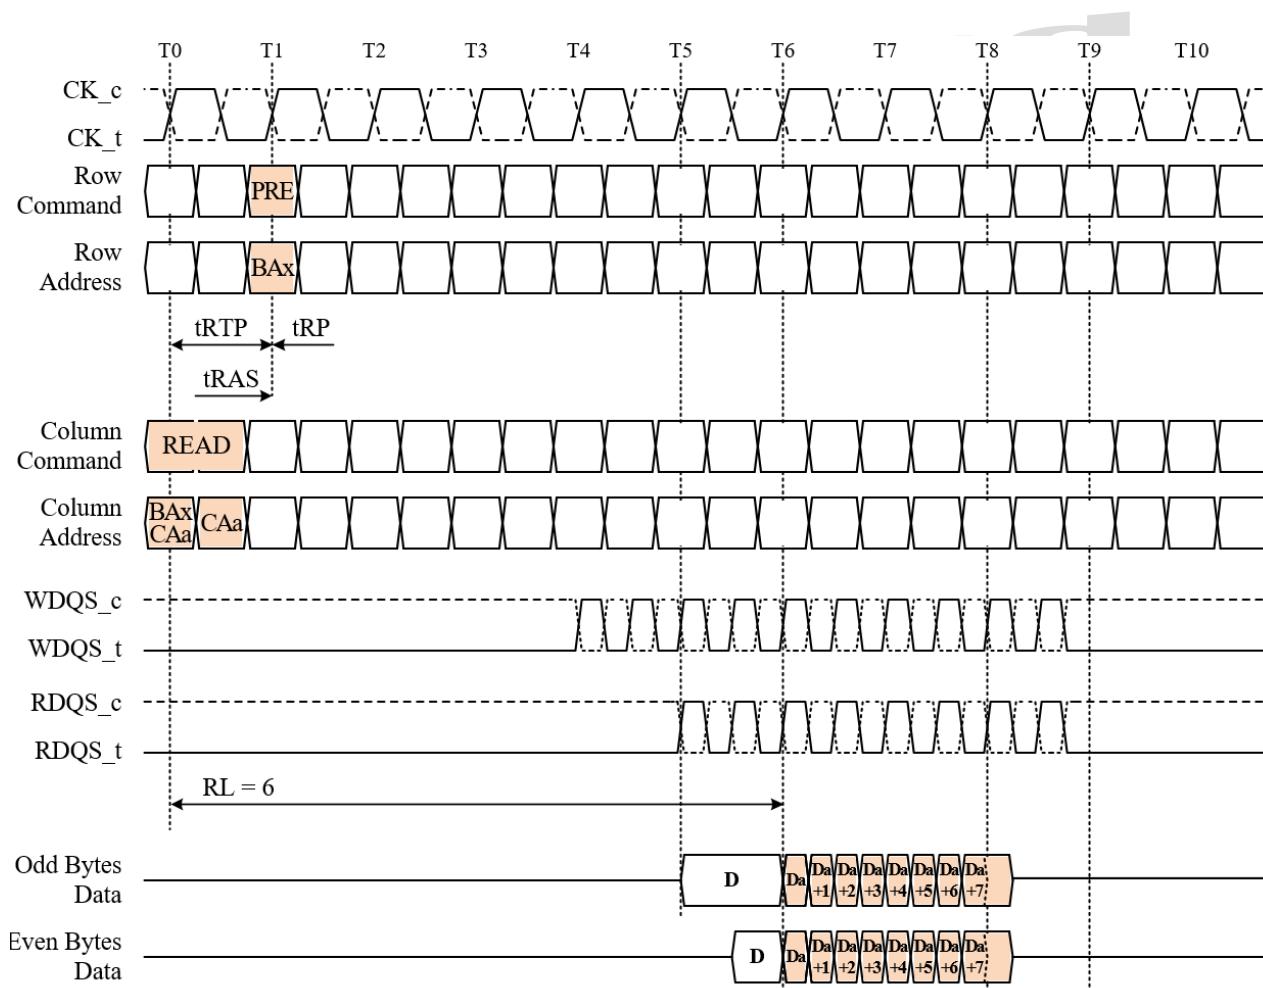 T0 T1 T2 T3 T4 T5 T6 T7 T8 T9 T10
CK_c
CK_t
Row
Command
PRE
Row
Address
BAx
tRTP tRP
tRAS
Column
Command
READ
Column
Address
BAx
CAa
CAa
WDQS_c
WDQS_t
RDQS_c
RDQS_t
RL = 6
Odd Bytes
Data
D Da Da +1 Da +2 Da +3 Da +4 Da +5 Da +6 Da +7
Even Bytes
Data
D Da Da +1 Da +2 Da +3 Da +4 Da +5 Da +6 Da +7